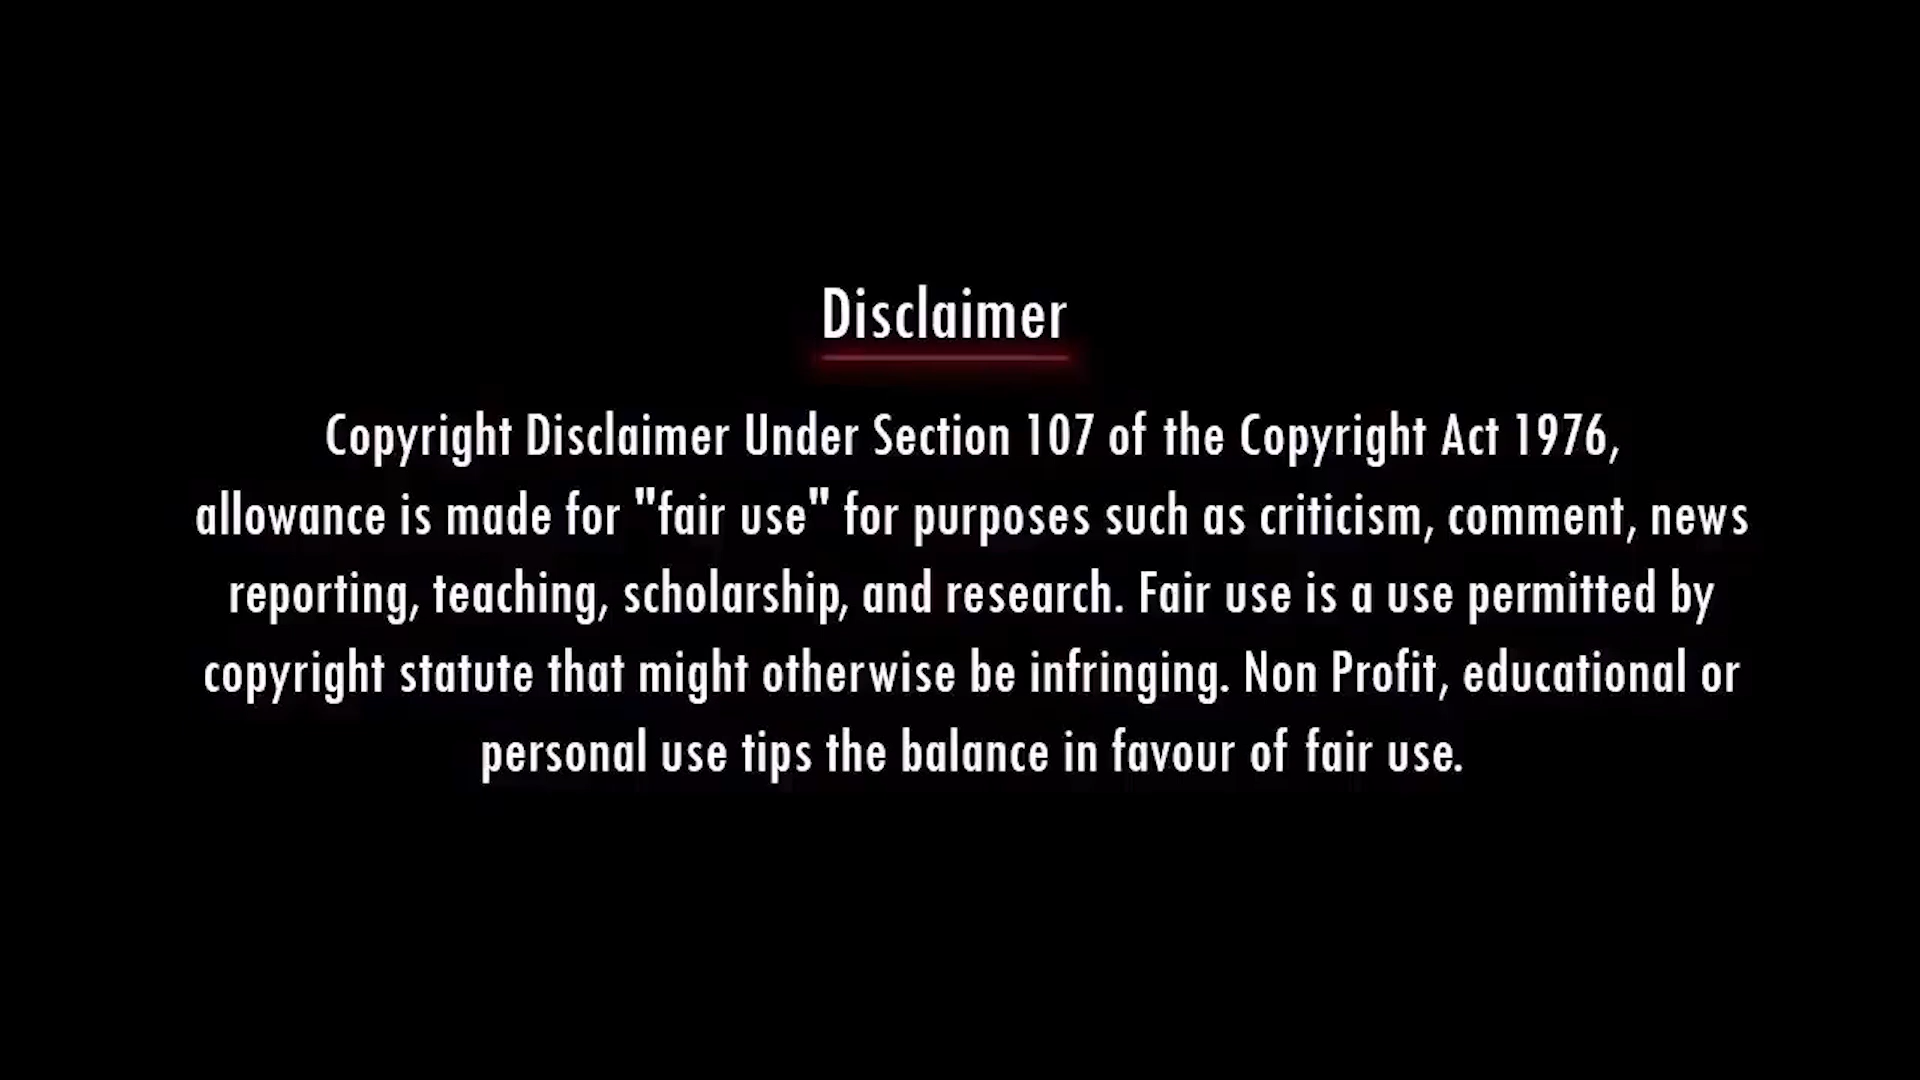 Disclaimer
Copyright Disclaimer Under Section 107 of the Copyright Act 1976,
allowance is made for "fair use" for purposes such as criticism, comment, news
reporting, teaching, scholarship, and research. Fair use is a use permitted by
copyright statute that might otherwise be infringing. Non Profit, educational or
personal use tips the balance in favour of fair use.